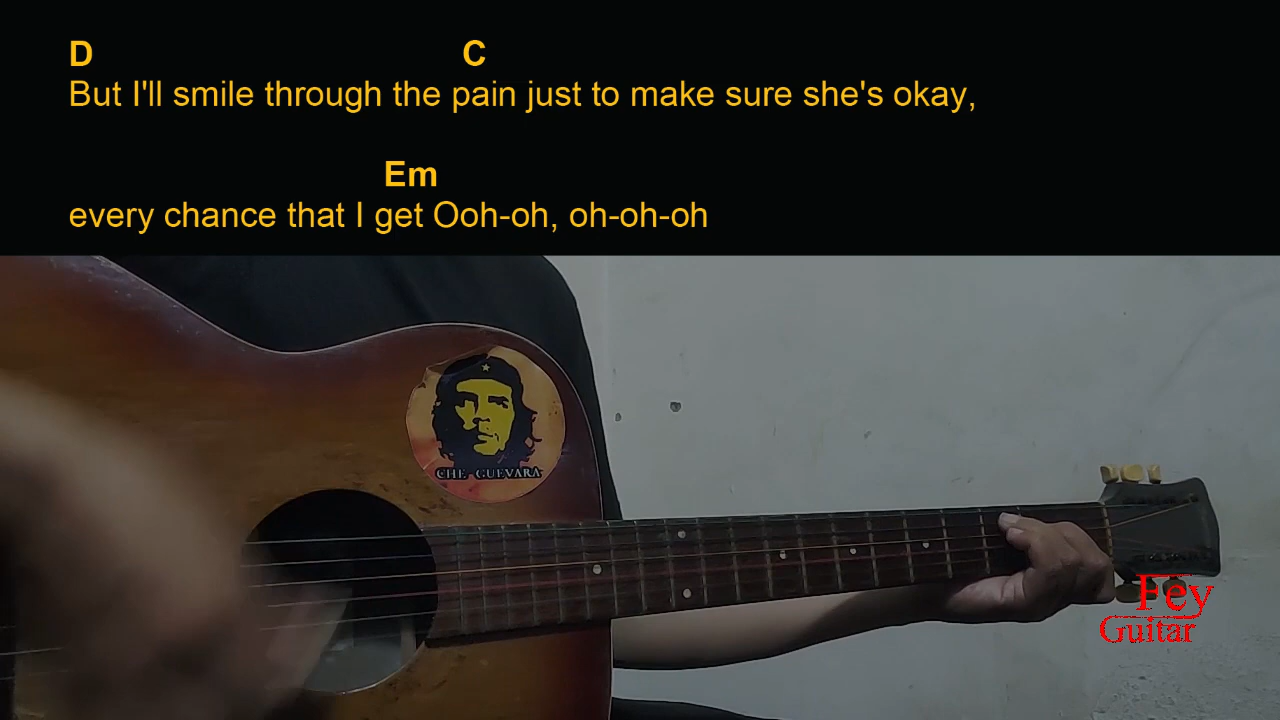 D C
But I'll smile through the pain just to make sure she's okay,
Em
every chance that I get Ooh-oh, oh-oh-oh
CHE GUEVARA
Fey
Guitar